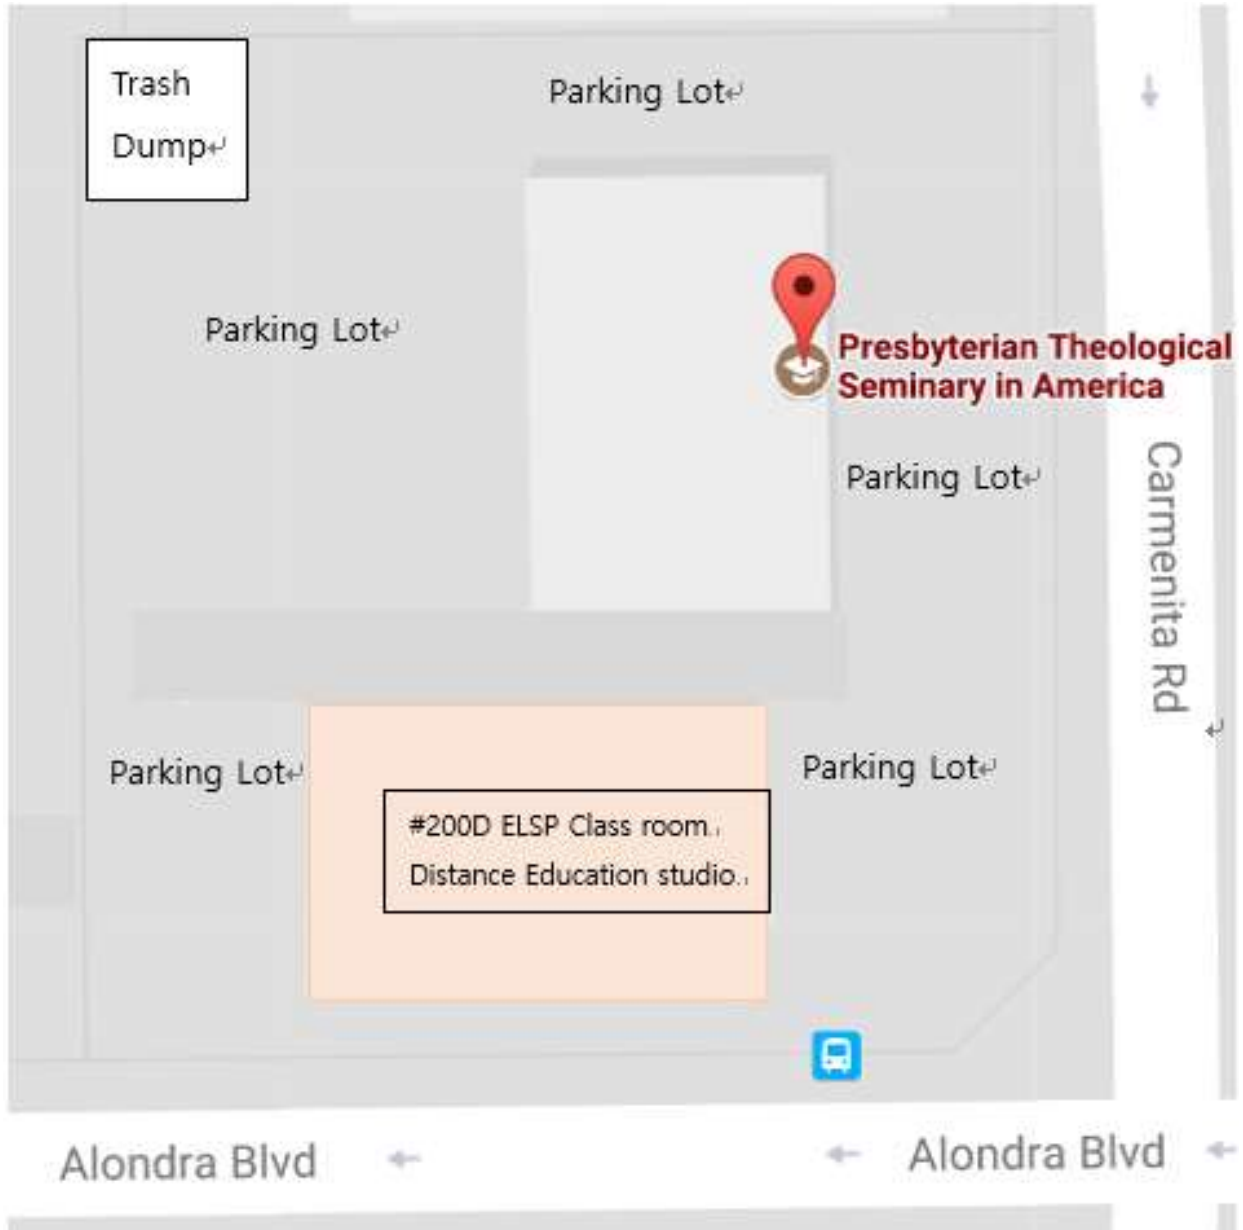 Trash
Dump
Parking Lot
Parking Lot
Presbyterian Theological
Seminary in America
Parking Lot
Carmenita Rd
Parking Lot
Parking Lot
#200D ELSP Class room
Distance Education studio
Alondra Blvd
Alondra Blvd